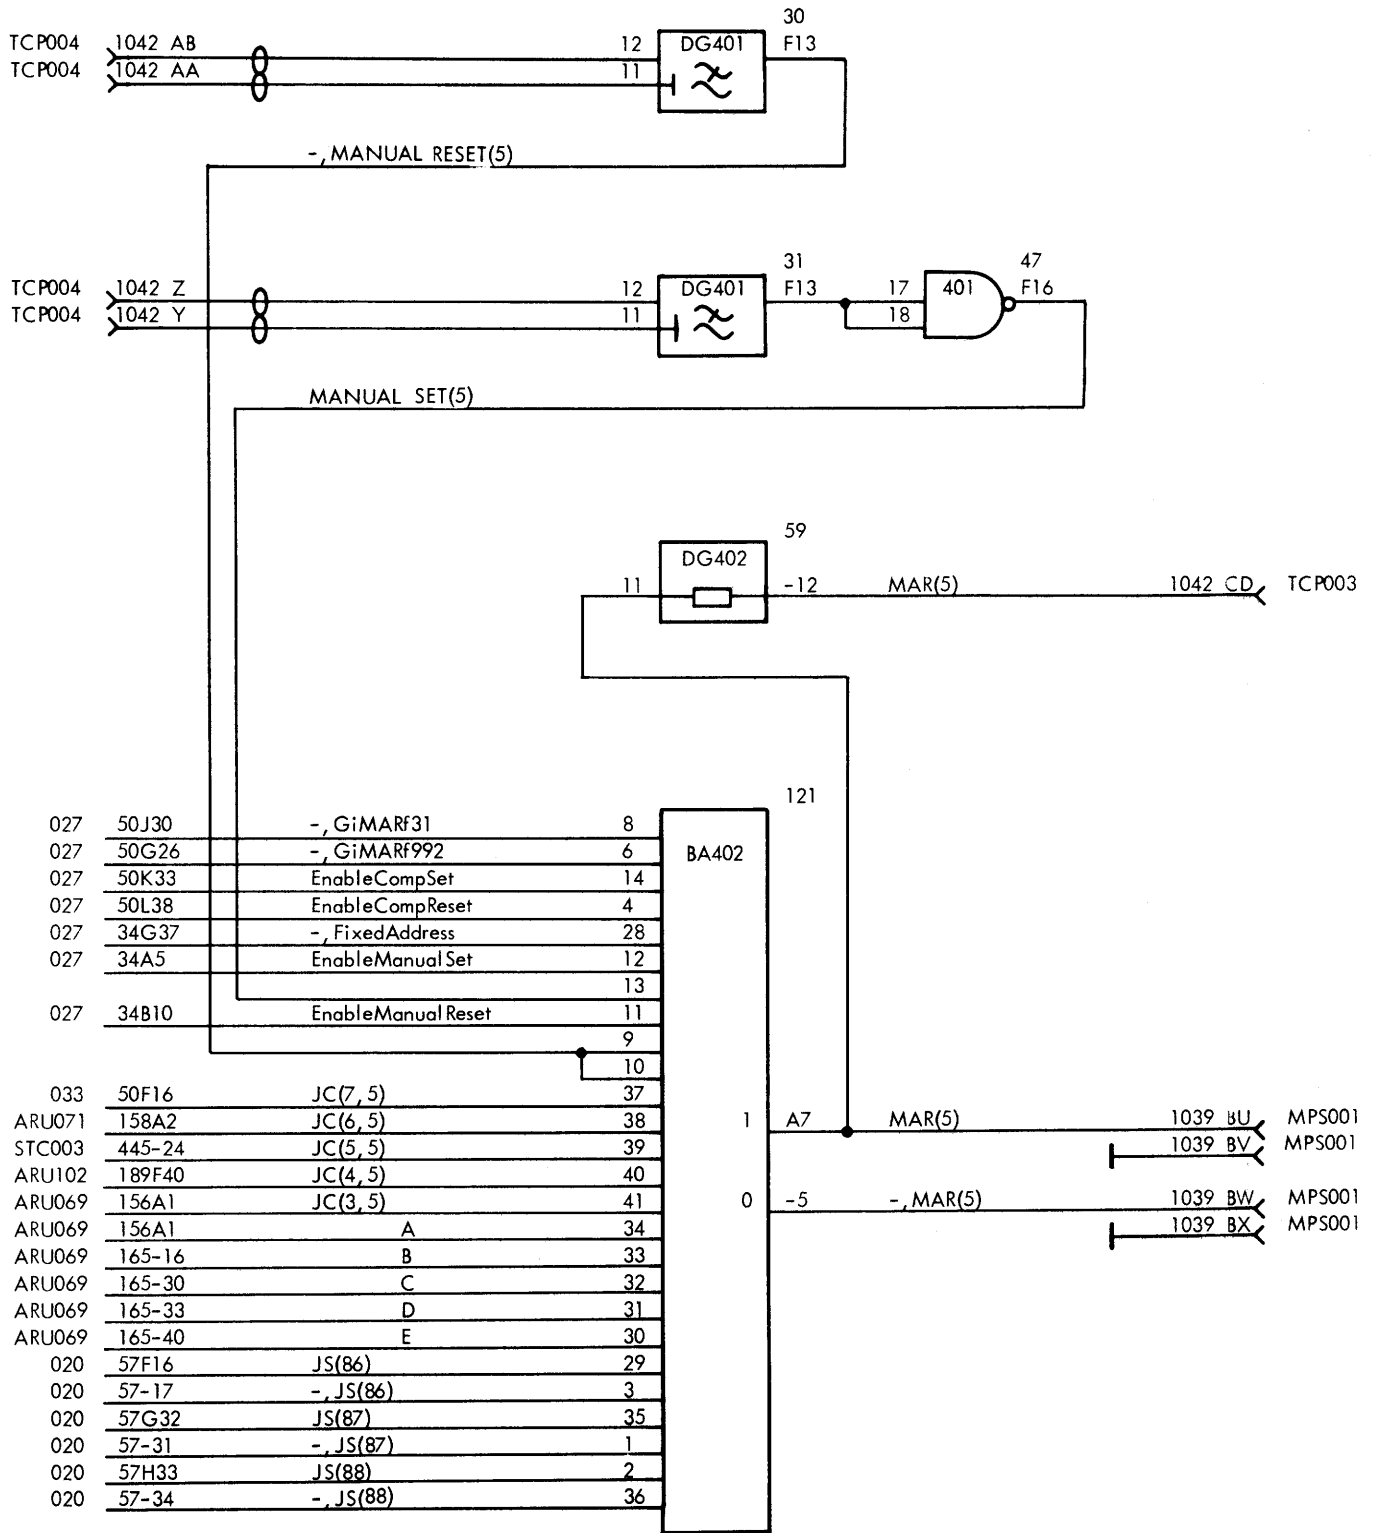 30
TCP004 1042 AB 12 DG401 F13
TCP004 1042 AA 11
-, MANUAL RESET(5)
31 47
TCP004 1042 Z 12 DG401 F13 17 401 F16
TCP004 1042 Y 11 18
MANUAL SET(5)
59
DG402
11 -12 MAR(5) 1042 CD TCP003
121
027 50J30 -, GiMARf31 8
027 50G26 -, GiMARf992 6 BA402
027 50K33 EnableCompSet 14
027 50L38 EnableCompReset 4
027 34G37 -, FixedAddress 28
027 34A5 EnableManualSet 12
13
027 34B10 EnableManualReset 11
9
10
033 50F16 JC(7,5) 37
ARU071 158A2 JC(6,5) 38 1 A7 MAR(5) 1039 BU MPS001
STC003 445-24 JC(5,5) 39 1039 BV MPS001
ARU102 189F40 JC(4,5) 40
ARU069 156A1 JC(3,5) 41 0 -5 -, MAR(5) 1039 BW MPS001
ARU069 156A1 A 34 1039 BX MPS001
ARU069 165-16 B 33
ARU069 165-30 C 32
ARU069 165-33 D 31
ARU069 165-40 E 30
020 57F16 JS(86) 29
020 57-17 -, JS(86) 3
020 57G32 JS(87) 35
020 57-31 -, JS(87) 1
020 57H33 JS(88) 2
020 57-34 -, JS(88) 36